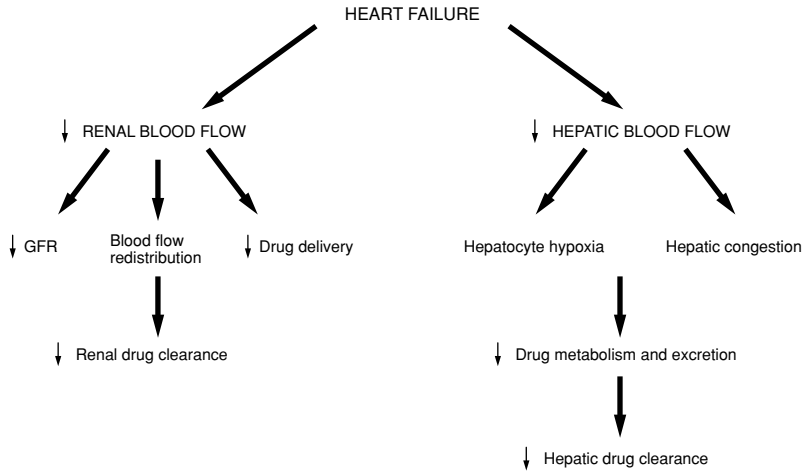 HEART FAILURE
↓ RENAL BLOOD FLOW
↓ HEPATIC BLOOD FLOW
↓ GFR
Blood flow
redistribution
↓ Drug delivery
Hepatocyte hypoxia
Hepatic congestion
↓ Renal drug clearance
↓ Drug metabolism and excretion
↓ Hepatic drug clearance